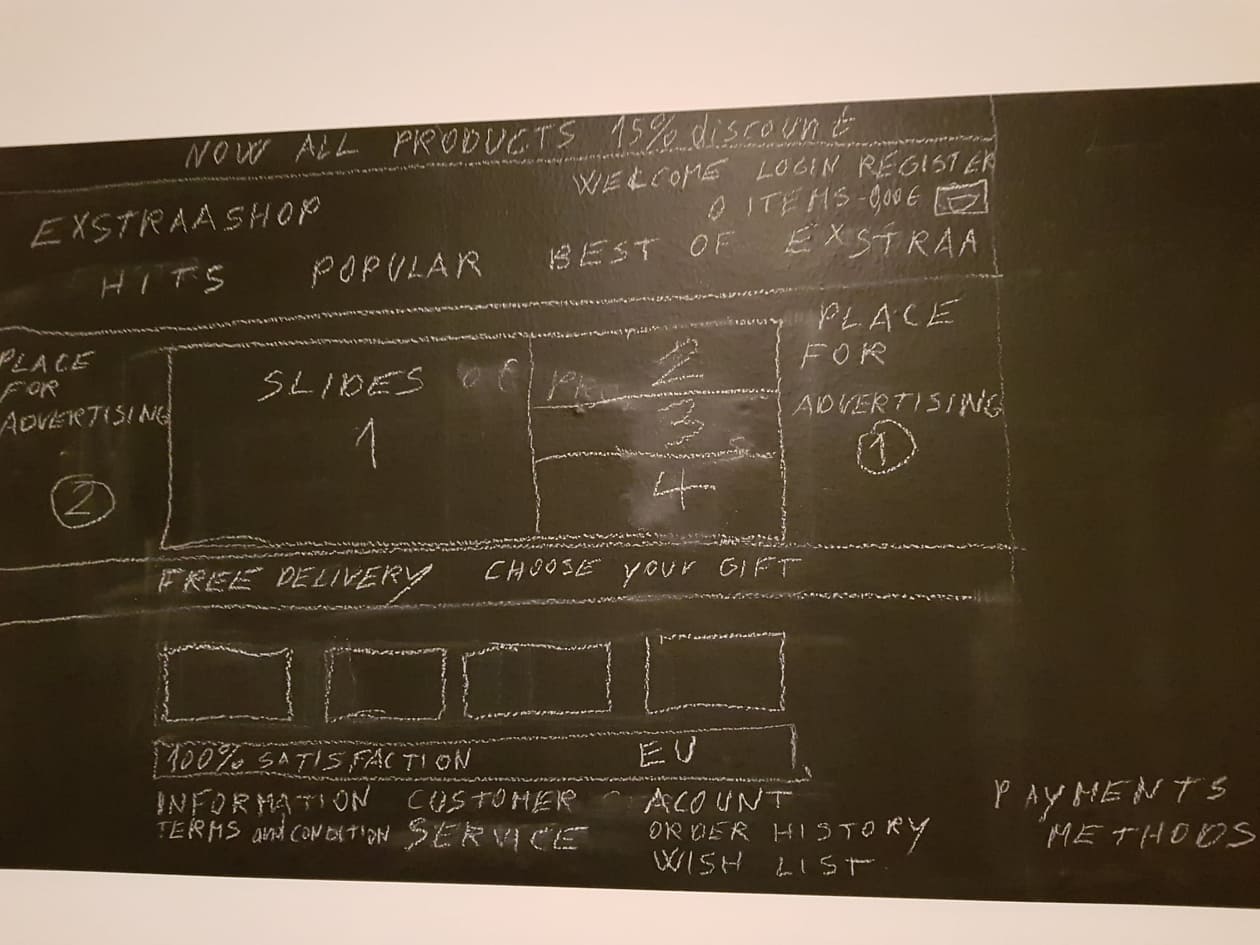 NOW ALL PRODUCTS 15% discount
WELCOME LOGIN REGISTER
EXSTRAASHOP
0 ITEMS-0,00€
HITS POPULAR BEST OF EXSTRAA
PLACE
FOR
ADVERTISING
2
SLIDES OF
1
2
3
4
PLACE
FOR
ADVERTISING
1
FREE DELIVERY CHOOSE YOUR GIFT
100% SATISFACTION EU
INFORMATION
TERMS and CONDITION
CUSTOMER
SERVICE
ACOUNT
ORDER HISTORY
WISH LIST
PAYMENTS
METHODS